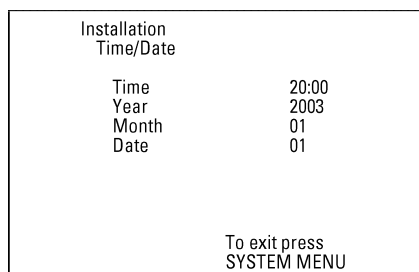 Installation
Time/Date
Time 20:00
Year 2003
Month 01
Date 01
To exit press
SYSTEM MENU